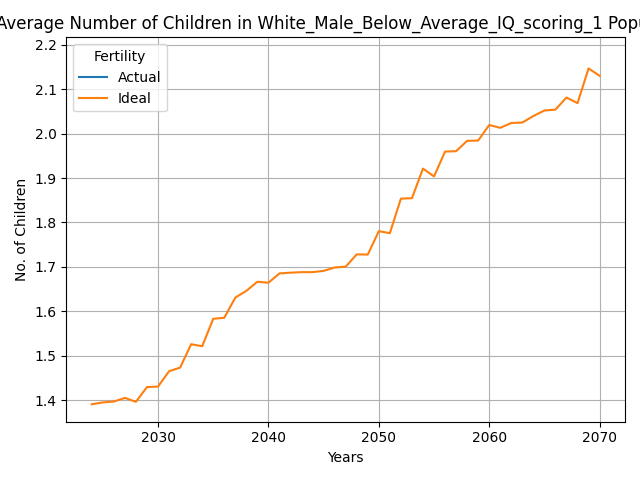 Average Number of Children in White_Male_Below_Average_IQ_scoring_1 Popu
Fertility
Actual
Ideal
No. of Children
2.2
2.1
2.0
1.9
1.8
1.7
1.6
1.5
1.4
2030 2040 2050 2060 2070
Years